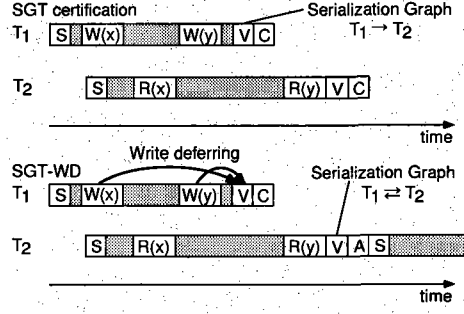 SGT certification
Serialization Graph
T1 S W(x) W(y) V C
T1 → T2
T2 S R(x) R(y) V C
time
Write deferring
SGT-WD
Serialization Graph
T1 S W(x) W(y) V C
T1 ⇄ T2
T2 S R(x) R(y) V A S
time